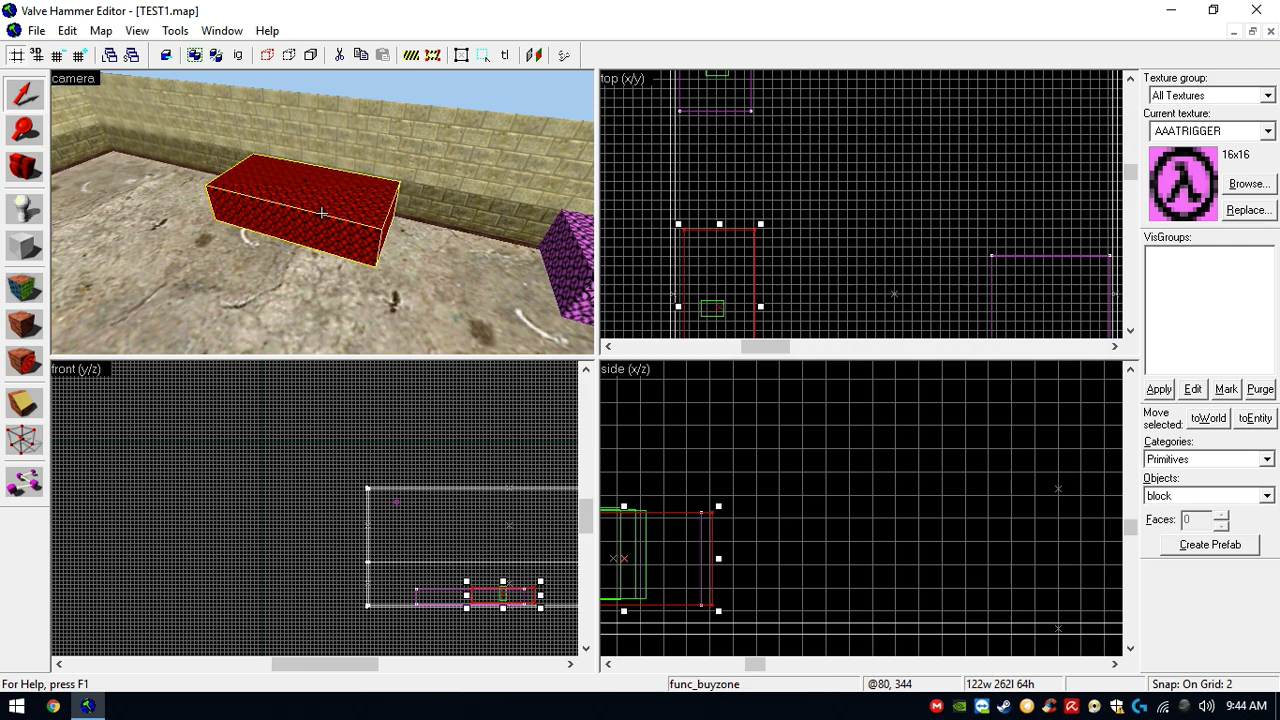 Valve Hammer Editor - [TEST1.map]
File Edit Map View Tools Window Help
3D ig tl
camera
top (x/y)
front (y/z)
side (x/z)
Texture group:
All Textures
Current texture:
AAATRIGGER
16x16
Browse...
Replace...
VisGroups:
Apply Edit Mark Purge
Move selected: toWorld toEntity
Categories:
Primitives
Objects:
block
Faces: 0
Create Prefab
For Help, press F1 func_buyzone @80, 344 122w 262l 64h Snap: On Grid: 2
9:44 AM